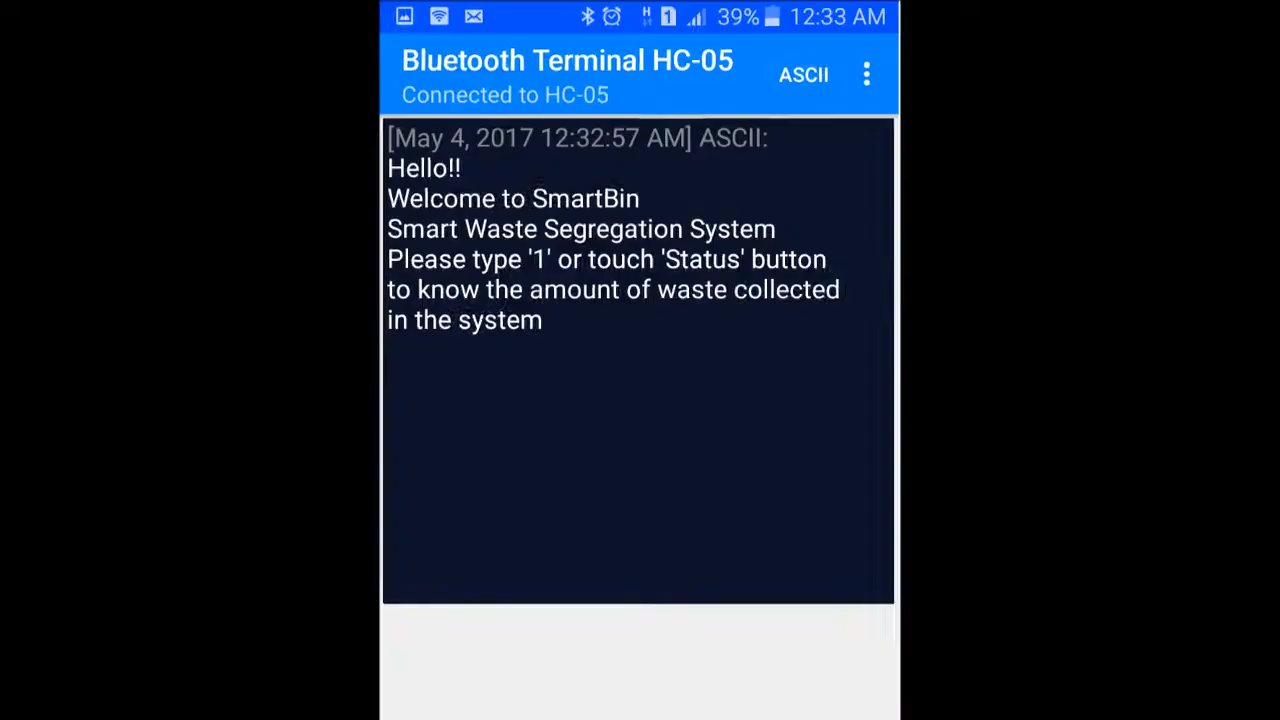 39% 12:33 AM
Bluetooth Terminal HC-05
ASCII
Connected to HC-05
[May 4, 2017 12:32:57 AM] ASCII:
Hello!!
Welcome to SmartBin
Smart Waste Segregation System
Please type '1' or touch 'Status' button
to know the amount of waste collected
in the system